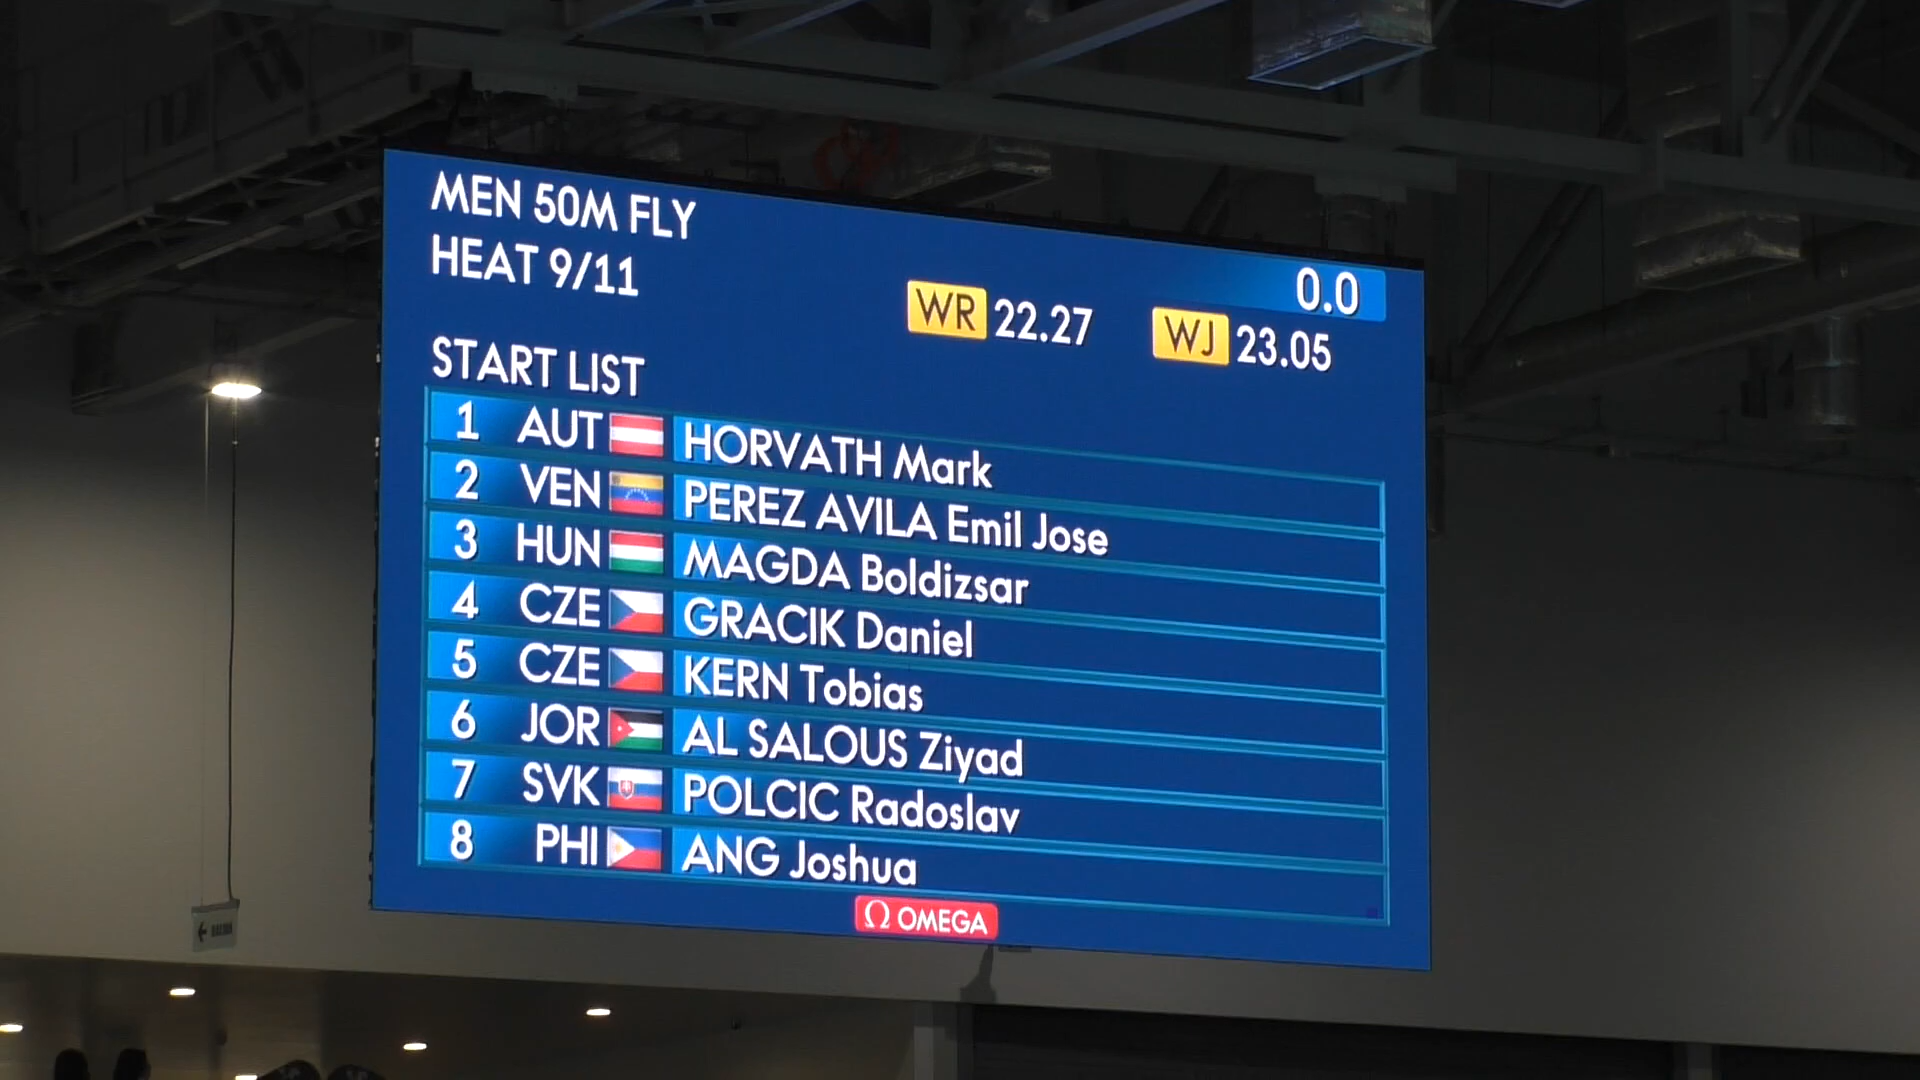 MEN 50M FLY
HEAT 9/11
0.0
WR 22.27 WJ 23.05
START LIST
1 AUT HORVATH Mark
2 VEN PEREZ AVILA Emil Jose
3 HUN MAGDA Boldizsar
4 CZE GRACIK Daniel
5 CZE KERN Tobias
6 JOR AL SALOUS Ziyad
7 SVK POLCIC Radoslav
8 PHI ANG Joshua
Ω OMEGA